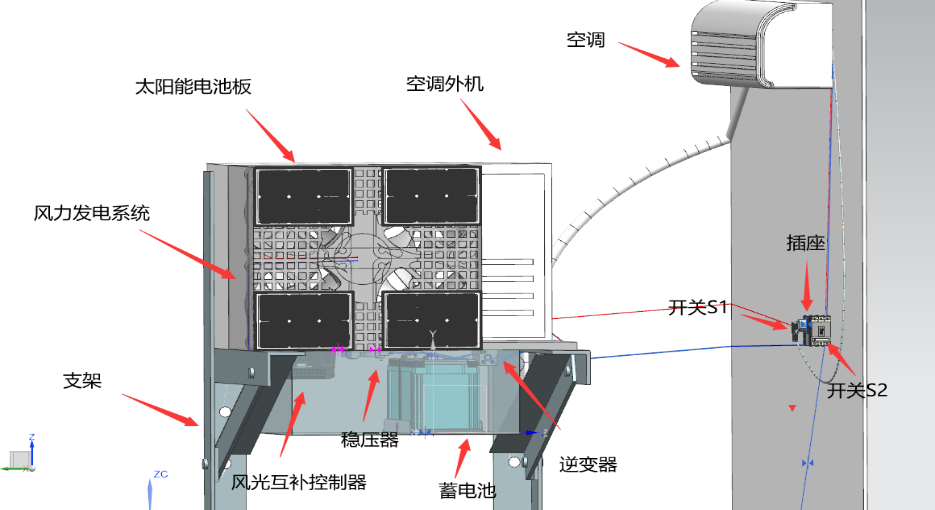 空调
太阳能电池板
空调外机
风力发电系统
插座
开关S1
支架
开关S2
稳压器
风光互补控制器
蓄电池
逆变器
Y
Z
Z
ZC